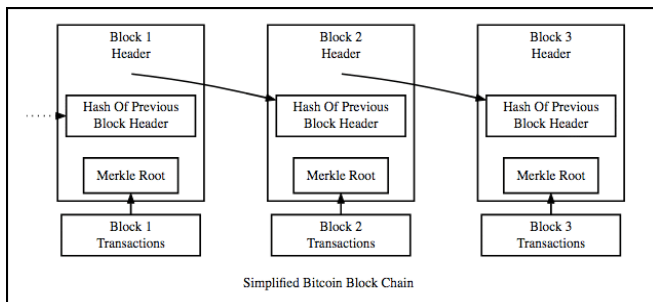 Block 1
Header
Hash Of Previous
Block Header
Merkle Root
Block 1
Transactions
Block 2
Header
Hash Of Previous
Block Header
Merkle Root
Block 2
Transactions
Block 3
Header
Hash Of Previous
Block Header
Merkle Root
Block 3
Transactions
Simplified Bitcoin Block Chain